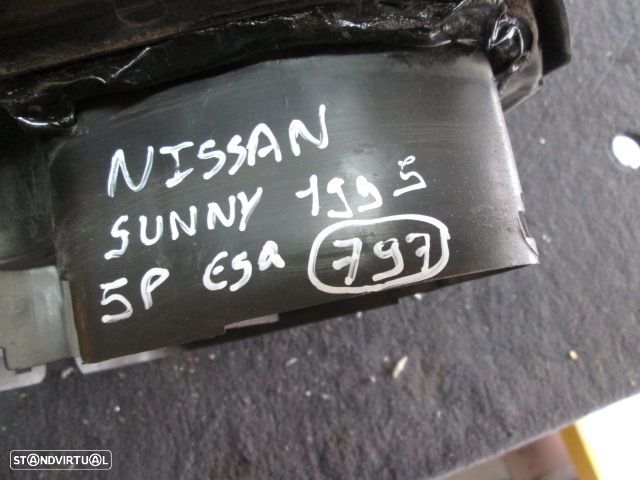 NISSAN
SUNNY 1995
5P ESQ 797
STANDVIRTUAL